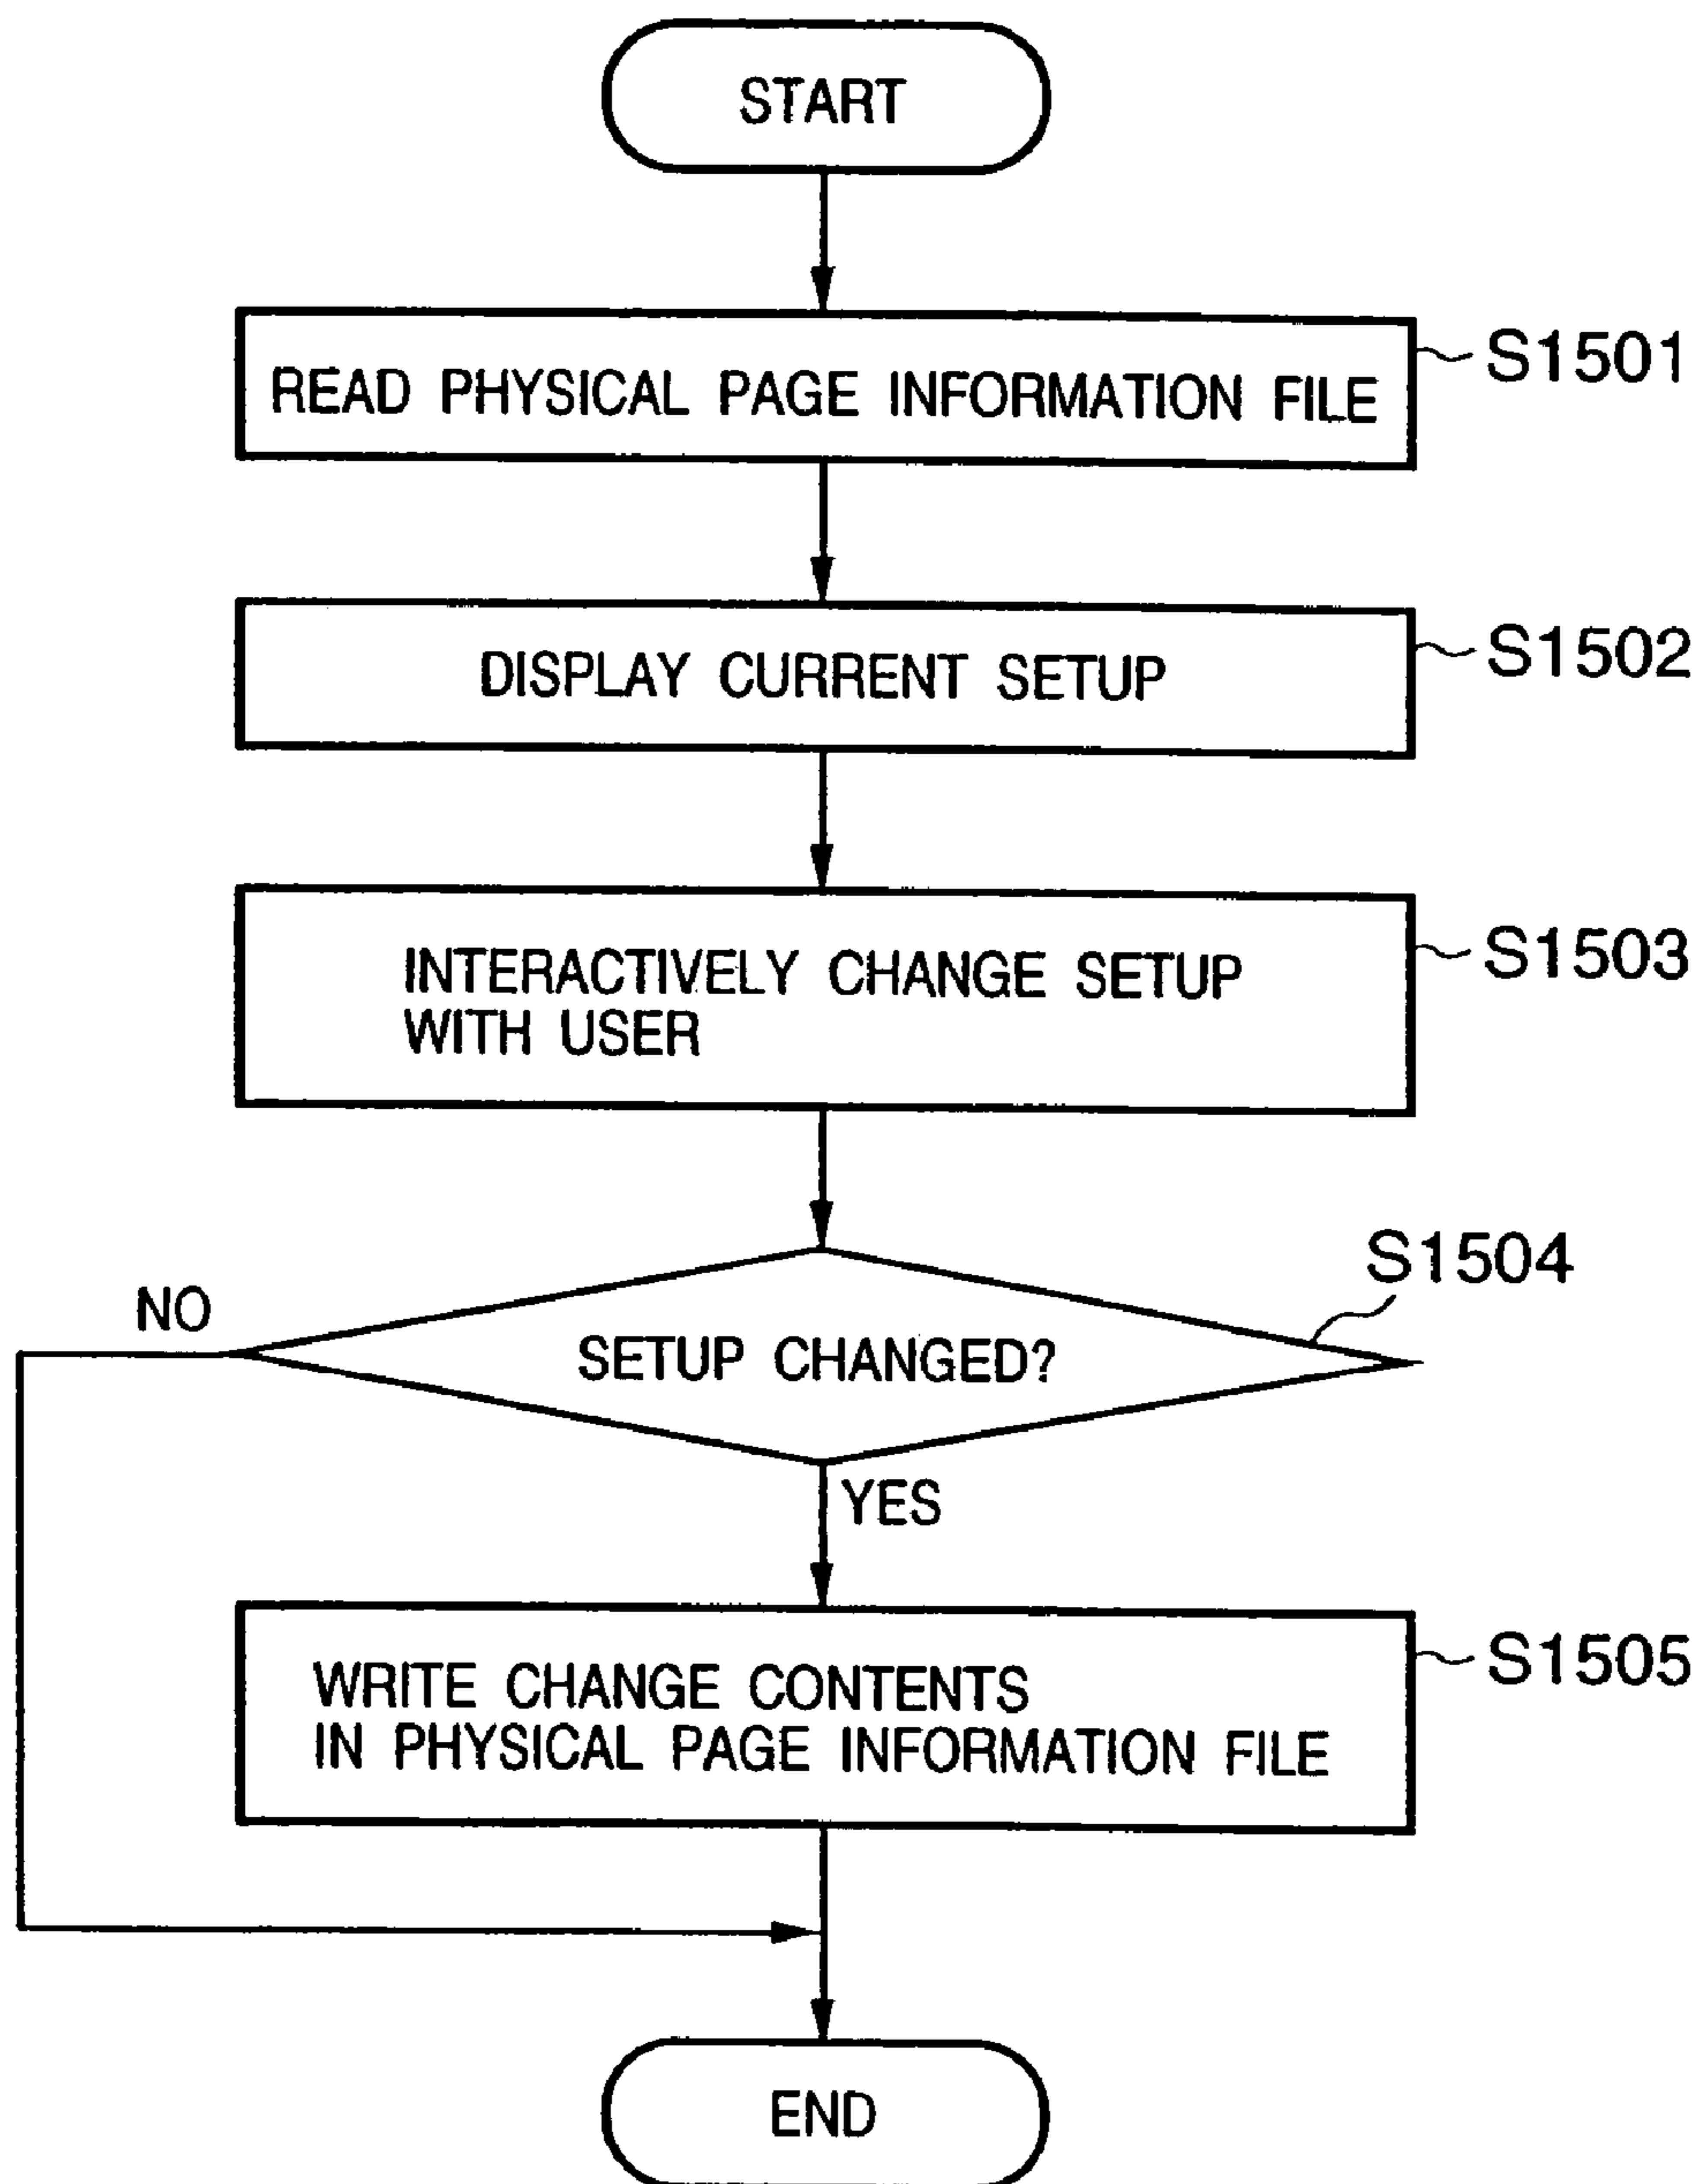 START
READ PHYSICAL PAGE INFORMATION FILE
S1501
DISPLAY CURRENT SETUP
S1502
INTERACTIVELY CHANGE SETUP
WITH USER
S1503
S1504
NO
SETUP CHANGED?
YES
WRITE CHANGE CONTENTS
IN PHYSICAL PAGE INFORMATION FILE
S1505
END